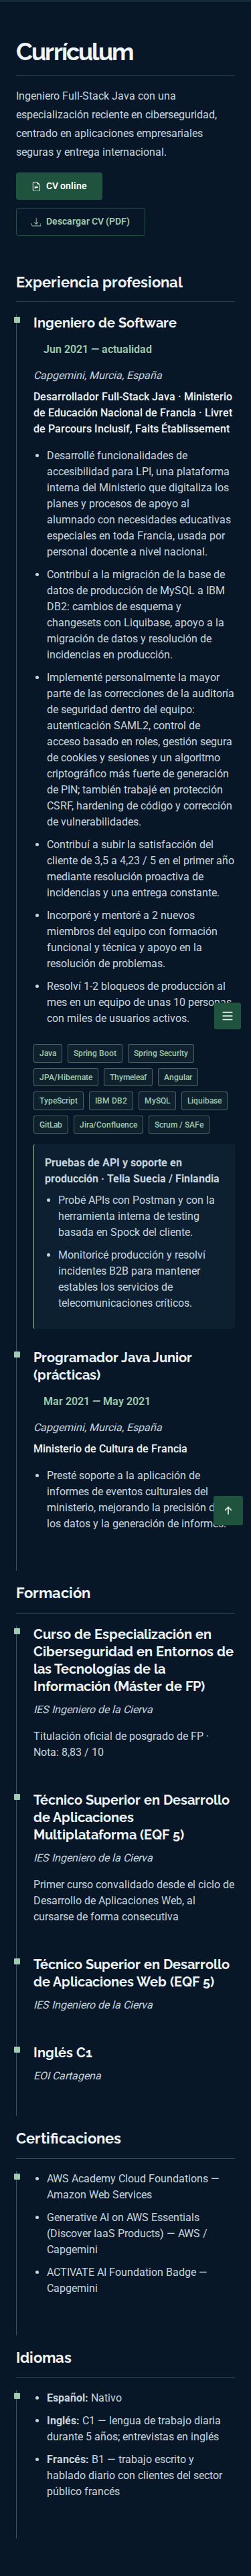 Currículum
Ingeniero Full-Stack Java con una
especialización reciente en ciberseguridad,
centrado en aplicaciones empresariales
seguras y entrega internacional.
CV online
Descargar CV (PDF)
Experiencia profesional
Ingeniero de Software
Jun 2021 — actualidad
Capgemini, Murcia, España
Desarrollador Full-Stack Java · Ministerio
de Educación Nacional de Francia · Livret
de Parcours Inclusif, Faits Établissement
Desarrollé funcionalidades de
accesibilidad para LPI, una plataforma
interna del Ministerio que digitaliza los
planes y procesos de apoyo al
alumnado con necesidades educativas
especiales en toda Francia, usada por
personal docente a nivel nacional.
Contribuí a la migración de la base de
datos de producción de MySQL a IBM
DB2: cambios de esquema y
changesets con Liquibase, apoyo a la
migración de datos y resolución de
incidencias en producción.
Implementé personalmente la mayor
parte de las correcciones de la auditoría
de seguridad dentro del equipo:
autenticación SAML2, control de
acceso basado en roles, gestión segura
de cookies y sesiones y un algoritmo
criptográfico más fuerte de generación
de PIN; también trabajé en protección
CSRF, hardening de código y corrección
de vulnerabilidades.
Contribuí a subir la satisfacción del
cliente de 3,5 a 4,23 / 5 en el primer año
mediante resolución proactiva de
incidencias y una entrega constante.
Incorporé y mentoré a 2 nuevos
miembros del equipo con formación
funcional y técnica y apoyo en la
resolución de problemas.
Resolví 1-2 bloqueos de producción al
mes en un equipo de unas 10 personas
con miles de usuarios activos.
Java Spring Boot Spring Security
JPA/Hibernate Thymeleaf Angular
TypeScript IBM DB2 MySQL Liquibase
GitLab Jira/Confluence Scrum / SAFe
Pruebas de API y soporte en
producción · Telia Suecia / Finlandia
Probé APIs con Postman y con la
herramienta interna de testing
basada en Spock del cliente.
Monitoricé producción y resolví
incidentes B2B para mantener
estables los servicios de
telecomunicaciones críticos.
Programador Java Junior
(prácticas)
Mar 2021 — May 2021
Capgemini, Murcia, España
Ministerio de Cultura de Francia
Presté soporte a la aplicación de
informes de eventos culturales del
ministerio, mejorando la precisión
los datos y la generación de
Formación
Curso de Especialización en
Ciberseguridad en Entornos de
las Tecnologías de la
Información (Máster de FP)
IES Ingeniero de la Cierva
Titulación oficial de posgrado de FP ·
Nota: 8,83 / 10
Técnico Superior en Desarrollo
de Aplicaciones
Multiplataforma (EQF 5)
IES Ingeniero de la Cierva
Primer curso convalidado desde el ciclo de
Desarrollo de Aplicaciones Web, al
cursarse de forma consecutiva
Técnico Superior en Desarrollo
de Aplicaciones Web (EQF 5)
IES Ingeniero de la Cierva
Inglés C1
EOI Cartagena
Certificaciones
AWS Academy Cloud Foundations —
Amazon Web Services
Generative AI on AWS Essentials
(Discover IaaS Products) — AWS /
Capgemini
ACTIVATE AI Foundation Badge —
Capgemini
Idiomas
Español: Nativo
Inglés: C1 — lengua de trabajo diaria
durante 5 años; entrevistas en inglés
Francés: B1 — trabajo escrito y
hablado diario con clientes del sector
público francés